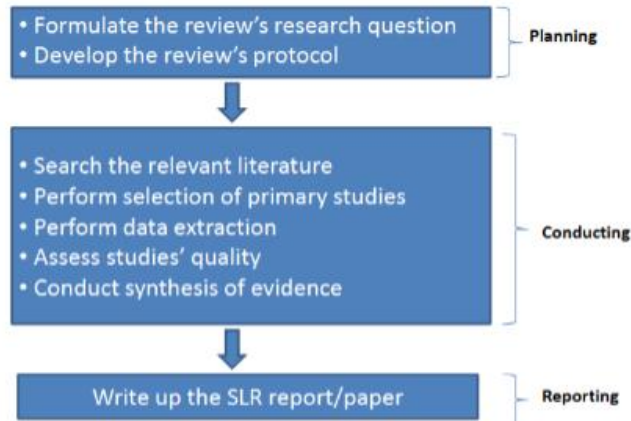 • Formulate the review's research question
• Develop the review's protocol
Planning
• Search the relevant literature
• Perform selection of primary studies
• Perform data extraction
• Assess studies' quality
• Conduct synthesis of evidence
Conducting
Write up the SLR report/paper
Reporting